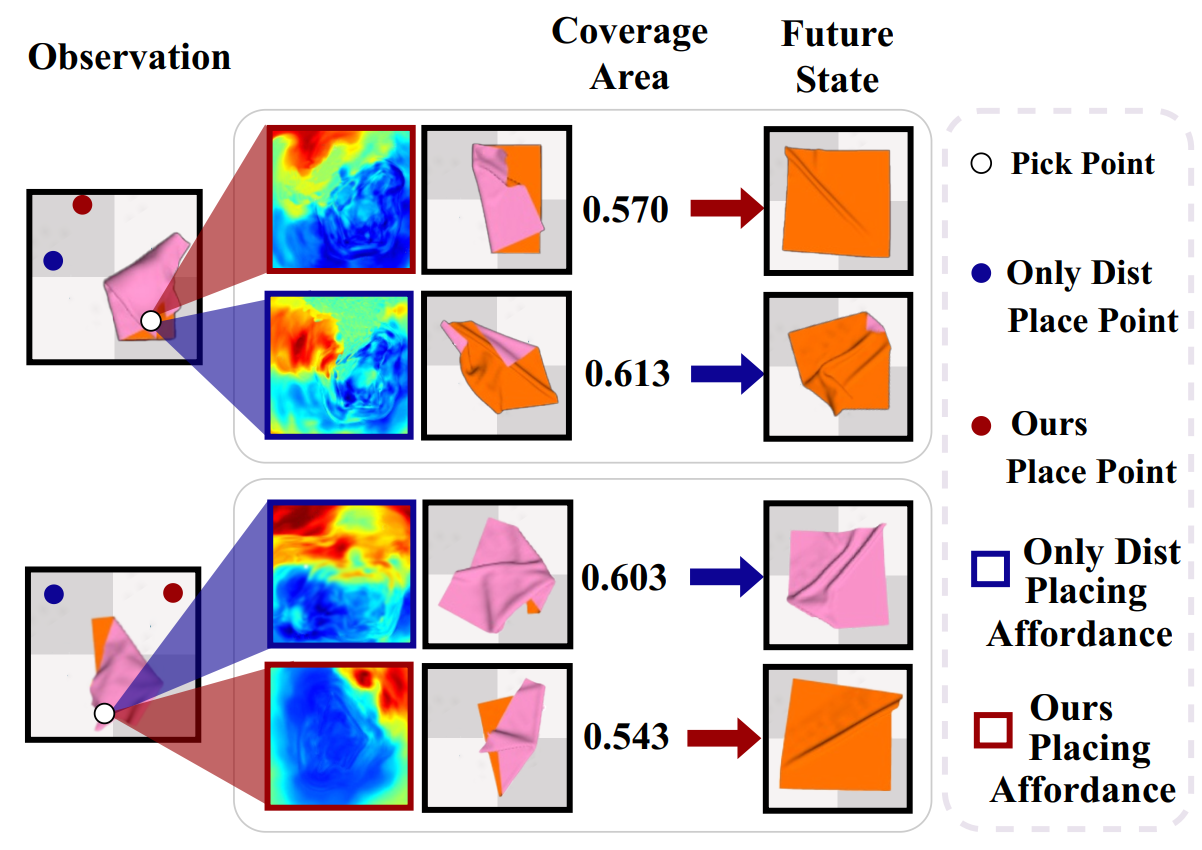 Observation
Coverage
Area
Future
State
0.570
0.613
0.603
0.543
Pick Point
Only Dist
Place Point
Ours
Place Point
Only Dist
Placing
Affordance
Ours
Placing
Affordance